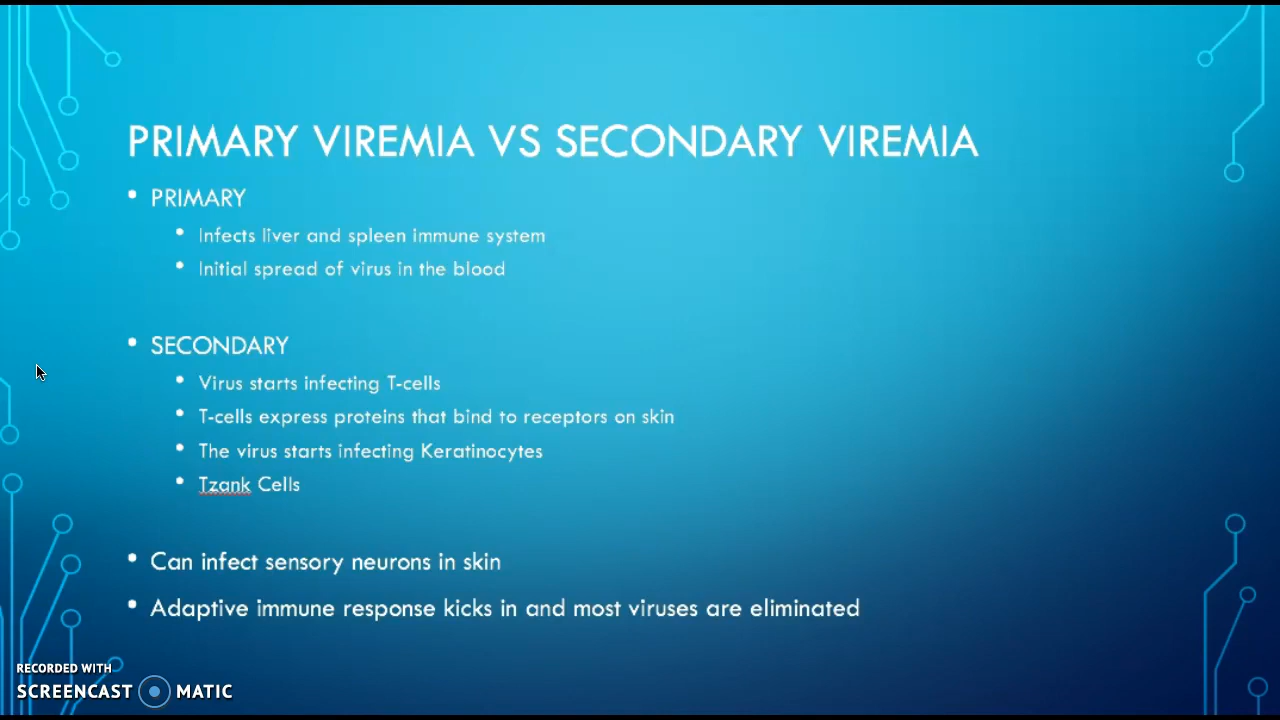 PRIMARY VIREMIA VS SECONDARY VIREMIA
• PRIMARY
• Infects liver and spleen immune system
• Initial spread of virus in the blood
• SECONDARY
• Virus starts infecting T-cells
• T-cells express proteins that bind to receptors on skin
• The virus starts infecting Keratinocytes
• Tzank Cells
• Can infect sensory neurons in skin
• Adaptive immune response kicks in and most viruses are eliminated
RECORDED WITH
SCREENCAST MATIC